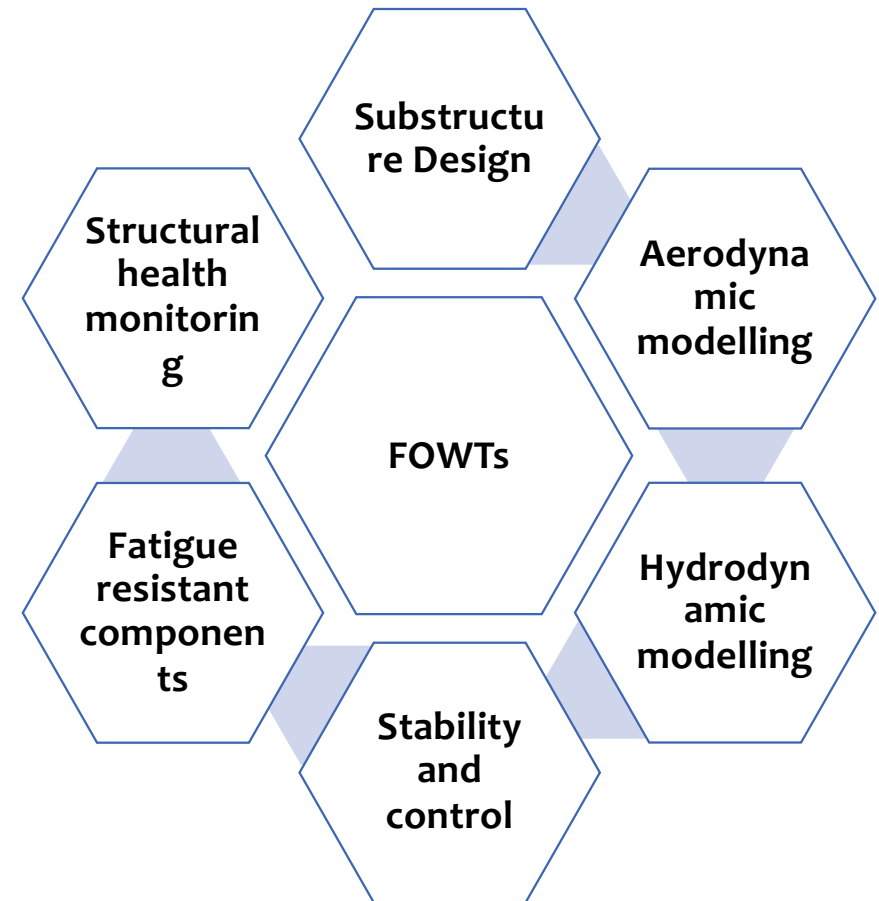 Substructu
re Design
Aerodyna
mic
modelling
Hydrodyn
amic
modelling
Stability
and
control
Fatigue
resistant
componen
ts
Structural
health
monitorin
g
FOWTs